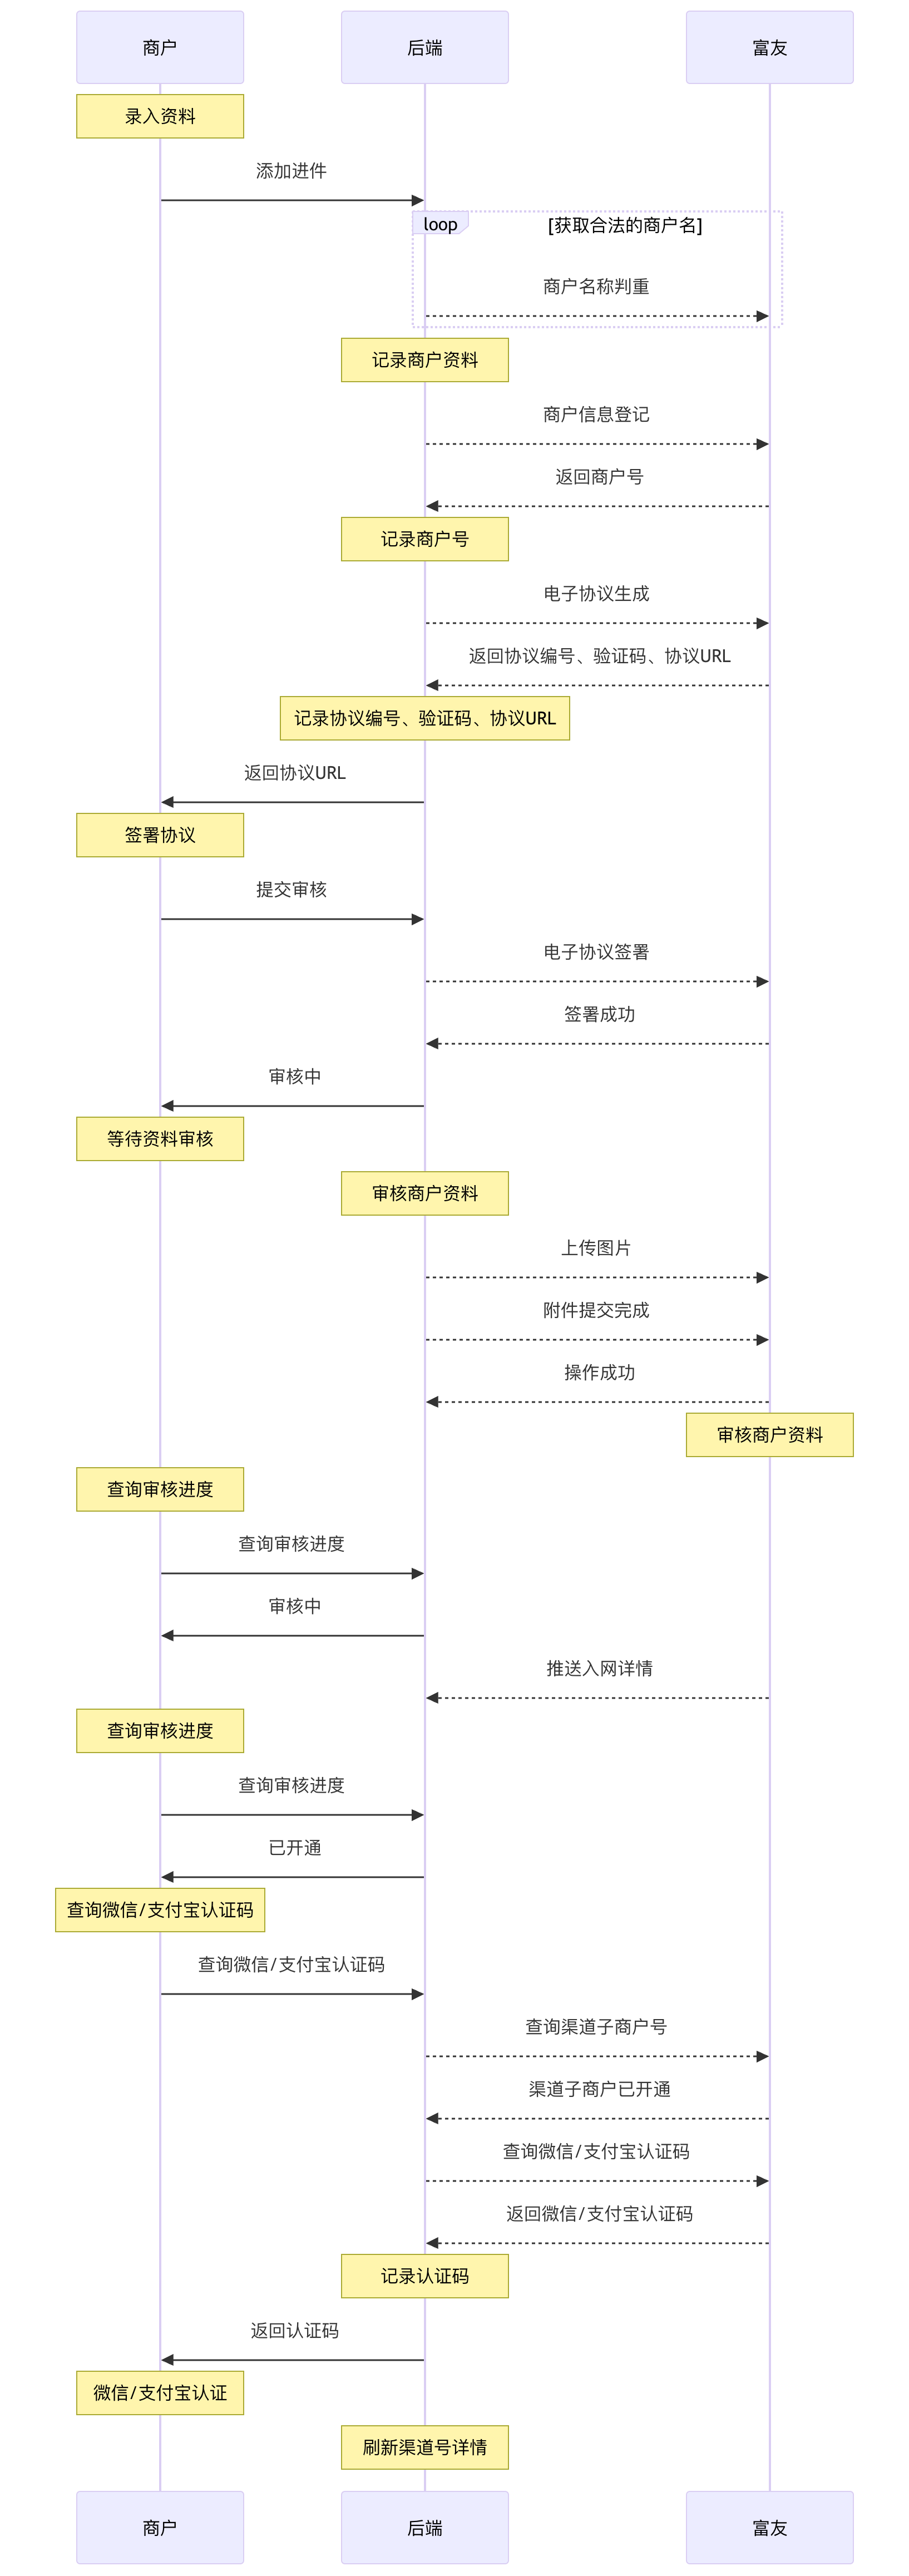 商户
后端
富友
录入资料
添加进件
loop
[获取合法的商户名]
商户名称判重
记录商户资料
商户信息登记
返回商户号
记录商户号
电子协议生成
返回协议编号、验证码、协议URL
记录协议编号、验证码、协议URL
返回协议URL
签署协议
提交审核
电子协议签署
签署成功
审核中
等待资料审核
审核商户资料
上传图片
附件提交完成
操作成功
审核商户资料
查询审核进度
查询审核进度
审核中
推送入网详情
查询审核进度
查询审核进度
已开通
查询微信/支付宝认证码
查询微信/支付宝认证码
查询渠道子商户号
渠道子商户已开通
查询微信/支付宝认证码
返回微信/支付宝认证码
记录认证码
返回认证码
微信/支付宝认证
刷新渠道号详情
商户
后端
富友